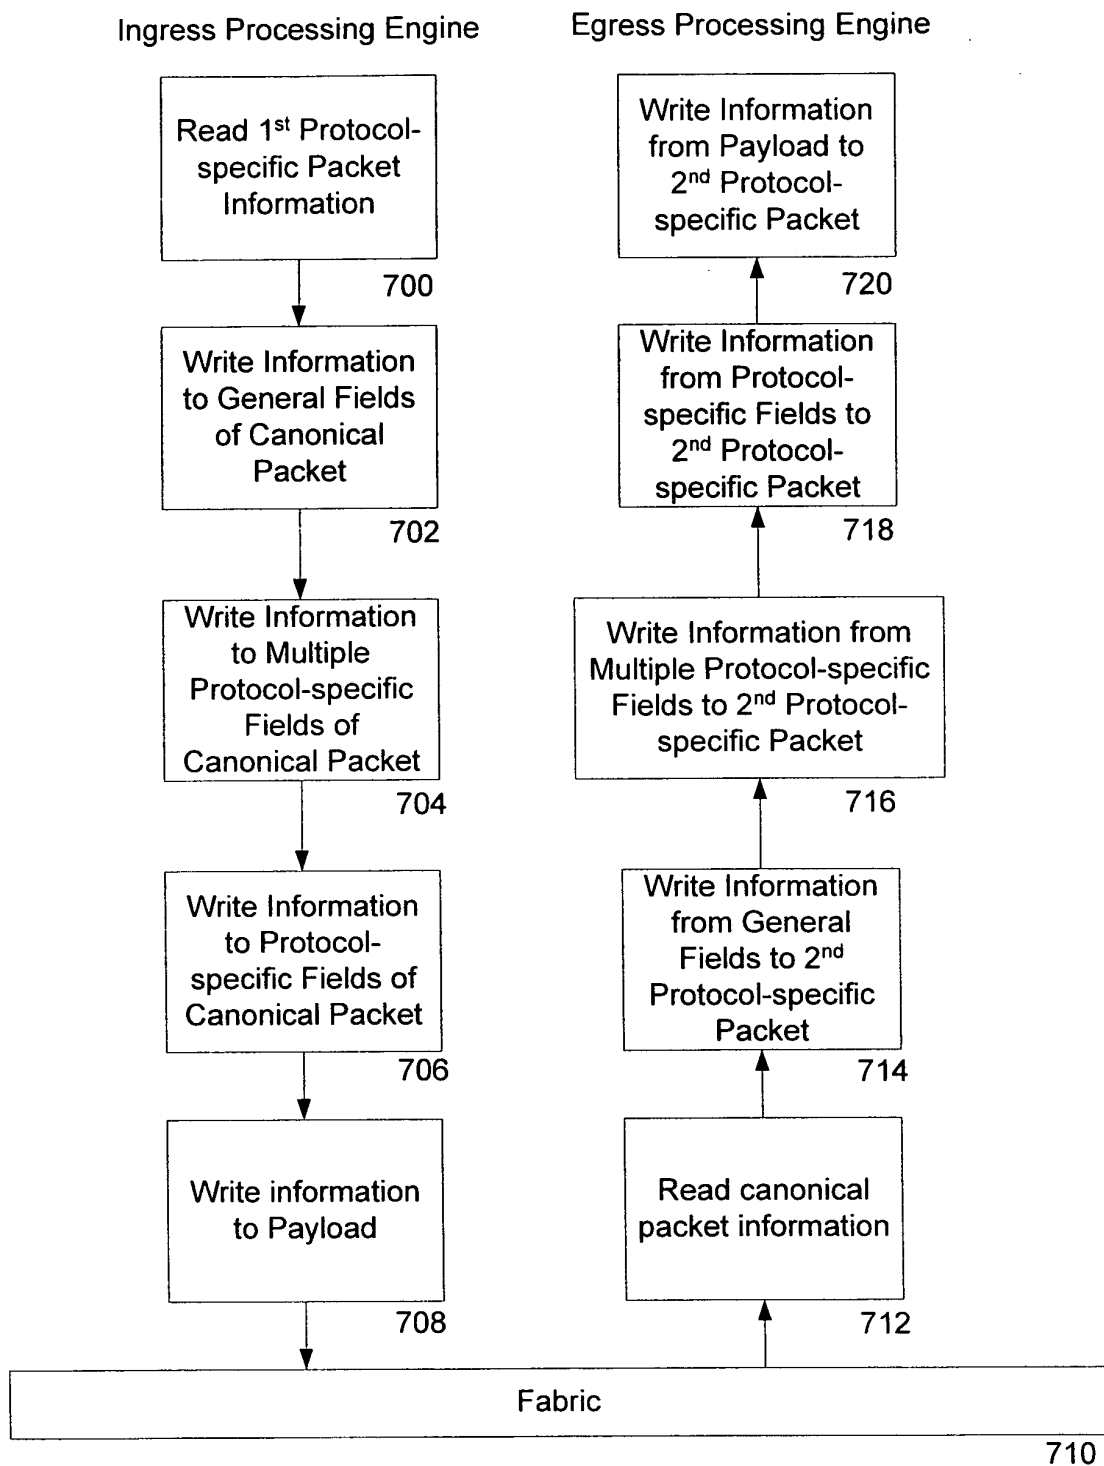 Ingress Processing Engine
Read 1st Protocol-
specific Packet
Information
700
Write Information
to General Fields
of Canonical
Packet
702
Write Information
to Multiple
Protocol-specific
Fields of
Canonical Packet
704
Write Information
to Protocol-
specific Fields of
Canonical Packet
706
Write information
to Payload
708
Egress Processing Engine
Write Information
from Payload to
2nd Protocol-
specific Packet
720
Write Information
from Protocol-
specific Fields to
2nd Protocol-
specific Packet
718
Write Information from
Multiple Protocol-specific
Fields to 2nd Protocol-
specific Packet
716
Write Information
from General
Fields to 2nd
Protocol-specific
Packet
714
Read canonical
packet information
712
Fabric
710